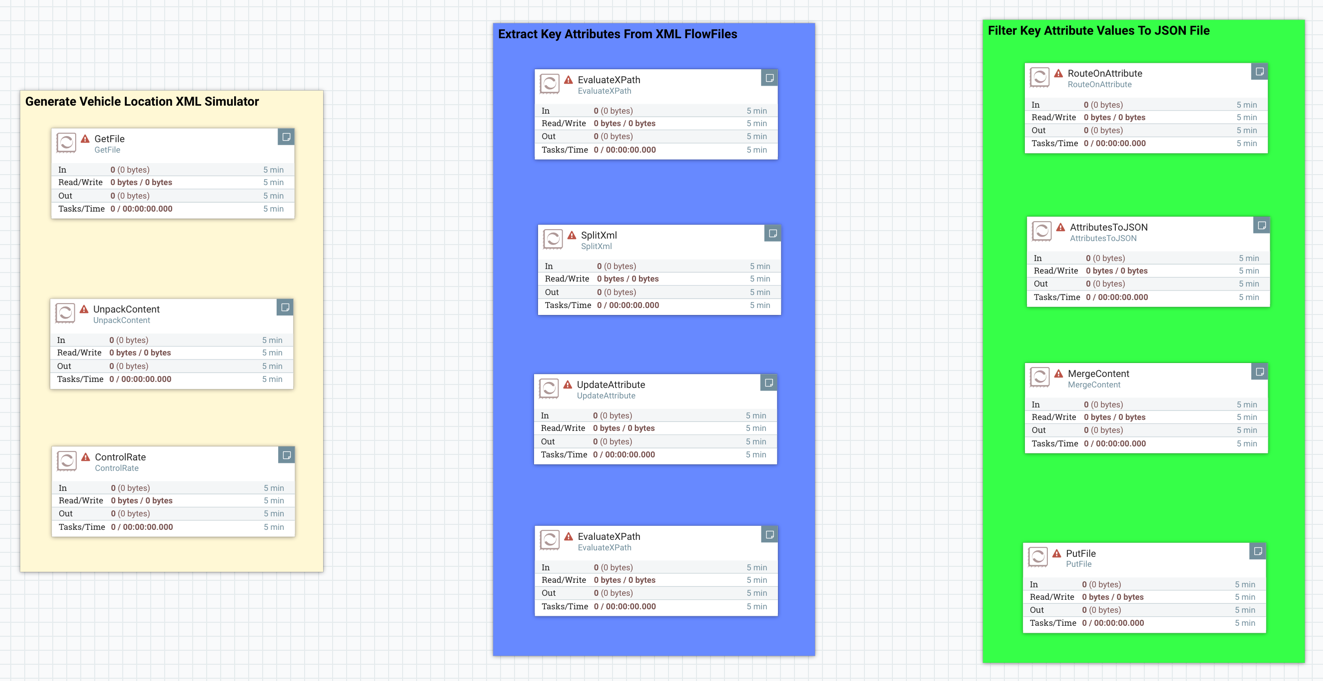 Generate Vehicle Location XML Simulator
GetFile
GetFile
In 0 (0 bytes) 5 min
Read/Write 0 bytes / 0 bytes 5 min
Out 0 (0 bytes) 5 min
Tasks/Time 0 / 00:00:00.000 5 min
UnpackContent
UnpackContent
In 0 (0 bytes) 5 min
Read/Write 0 bytes / 0 bytes 5 min
Out 0 (0 bytes) 5 min
Tasks/Time 0 / 00:00:00.000 5 min
ControlRate
ControlRate
In 0 (0 bytes) 5 min
Read/Write 0 bytes / 0 bytes 5 min
Out 0 (0 bytes) 5 min
Tasks/Time 0 / 00:00:00.000 5 min
Extract Key Attributes From XML FlowFiles
EvaluateXPath
EvaluateXPath
In 0 (0 bytes) 5 min
Read/Write 0 bytes / 0 bytes 5 min
Out 0 (0 bytes) 5 min
Tasks/Time 0 / 00:00:00.000 5 min
SplitXml
SplitXml
In 0 (0 bytes) 5 min
Read/Write 0 bytes / 0 bytes 5 min
Out 0 (0 bytes) 5 min
Tasks/Time 0 / 00:00:00.000 5 min
UpdateAttribute
UpdateAttribute
In 0 (0 bytes) 5 min
Read/Write 0 bytes / 0 bytes 5 min
Out 0 (0 bytes) 5 min
Tasks/Time 0 / 00:00:00.000 5 min
EvaluateXPath
EvaluateXPath
In 0 (0 bytes) 5 min
Read/Write 0 bytes / 0 bytes 5 min
Out 0 (0 bytes) 5 min
Tasks/Time 0 / 00:00:00.000 5 min
Filter Key Attribute Values To JSON File
RouteOnAttribute
RouteOnAttribute
In 0 (0 bytes) 5 min
Read/Write 0 bytes / 0 bytes 5 min
Out 0 (0 bytes) 5 min
Tasks/Time 0 / 00:00:00.000 5 min
AttributesToJSON
AttributesToJSON
In 0 (0 bytes) 5 min
Read/Write 0 bytes / 0 bytes 5 min
Out 0 (0 bytes) 5 min
Tasks/Time 0 / 00:00:00.000 5 min
MergeContent
MergeContent
In 0 (0 bytes) 5 min
Read/Write 0 bytes / 0 bytes 5 min
Out 0 (0 bytes) 5 min
Tasks/Time 0 / 00:00:00.000 5 min
PutFile
PutFile
In 0 (0 bytes) 5 min
Read/Write 0 bytes / 0 bytes 5 min
Out 0 (0 bytes) 5 min
Tasks/Time 0 / 00:00:00.000 5 min